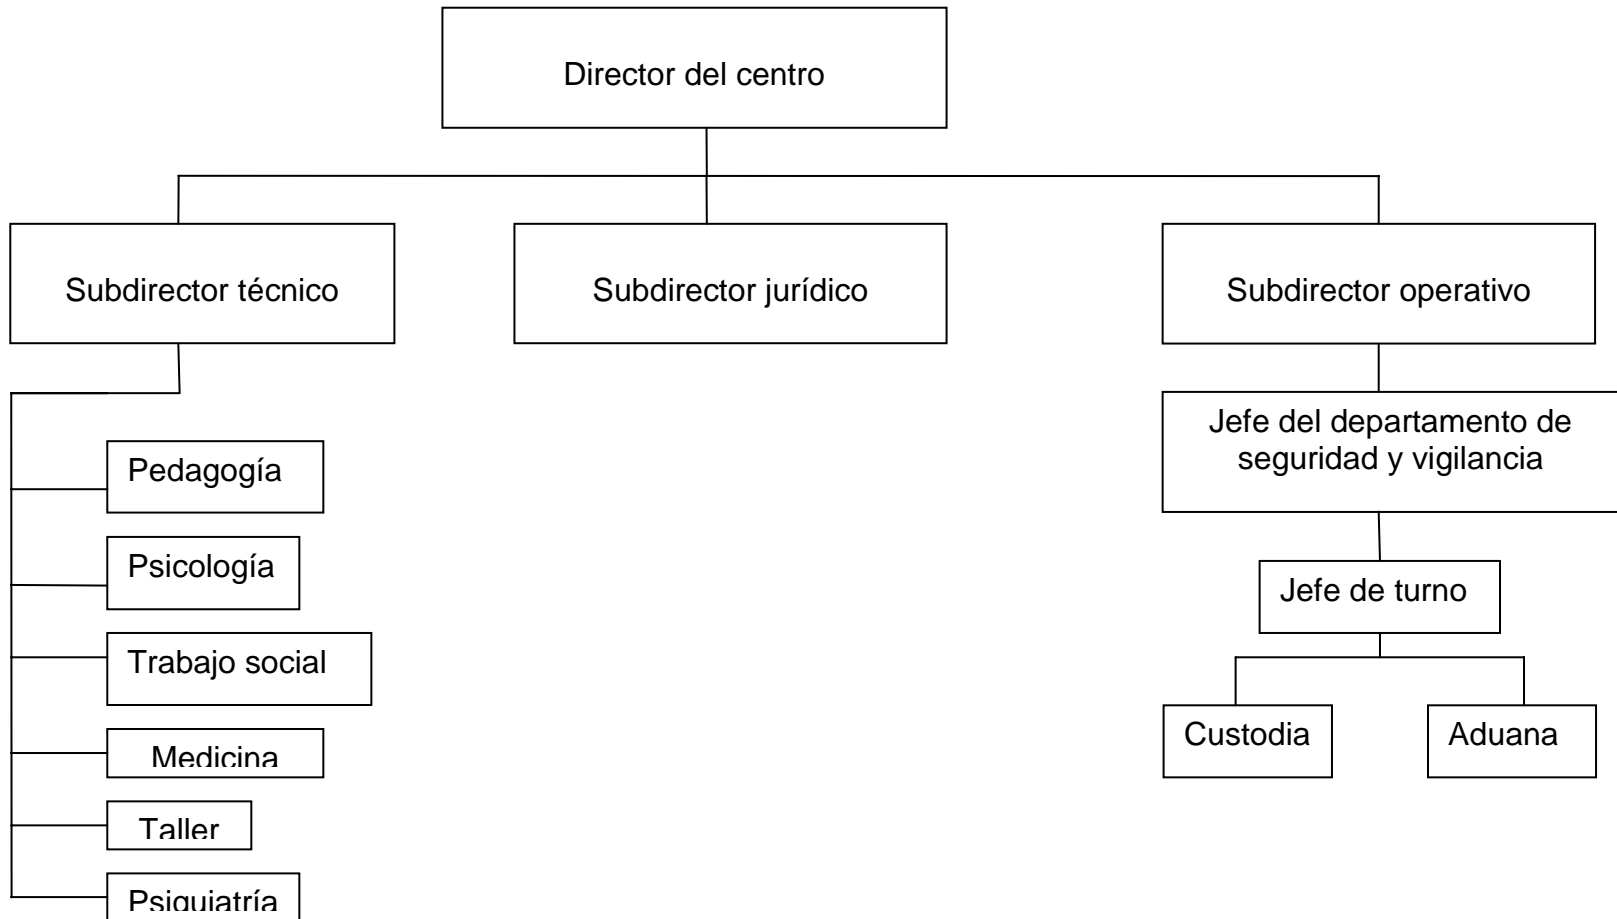 Director del centro
Subdirector técnico
Subdirector jurídico
Subdirector operativo
Jefe del departamento de
seguridad y vigilancia
Pedagogía
Psicología
Trabajo social
Medicina
Taller
Psiquiatría
Jefe de turno
Custodia
Aduana